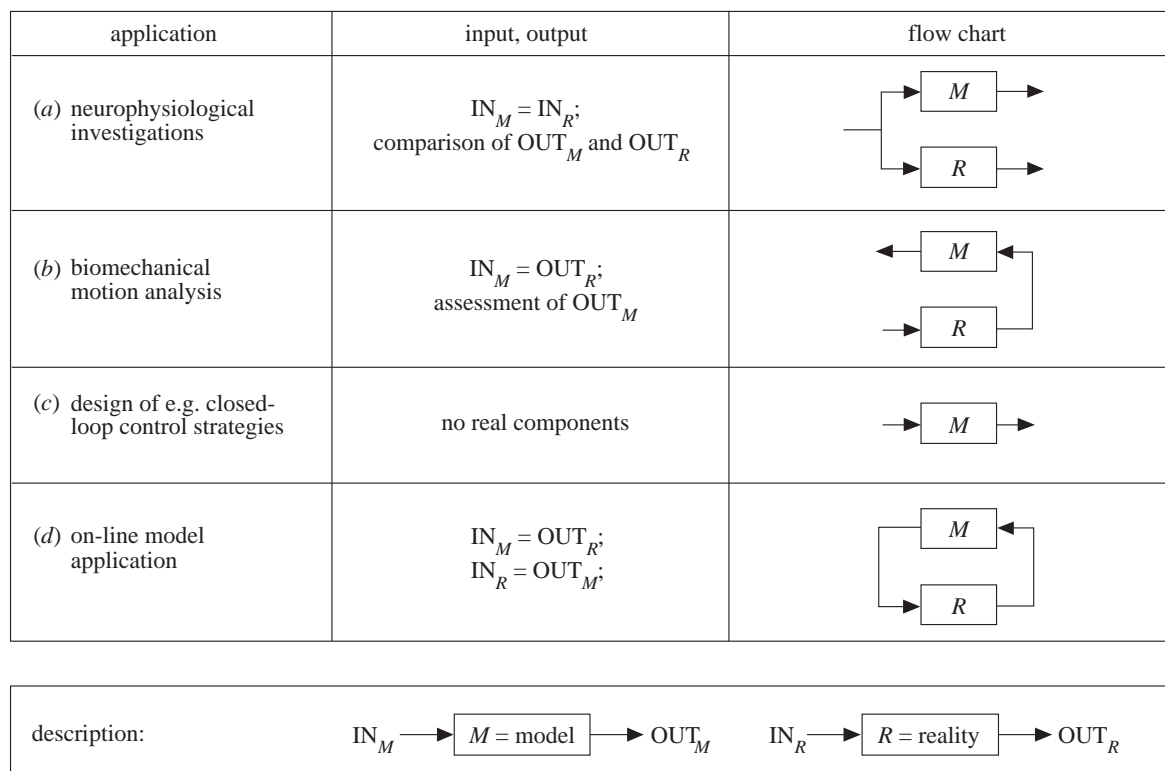 application
input, output
flow chart
(a) neurophysiological
investigations
IN_M = IN_R;
comparison of OUT_M and OUT_R
M
R
(b) biomechanical
motion analysis
IN_M = OUT_R;
assessment of OUT_M
M
R
(c) design of e.g. closed-
loop control strategies
no real components
M
(d) on-line model
application
IN_M = OUT_R;
IN_R = OUT_M;
M
R
description:
IN_M M = model OUT_M IN_R R = reality OUT_R